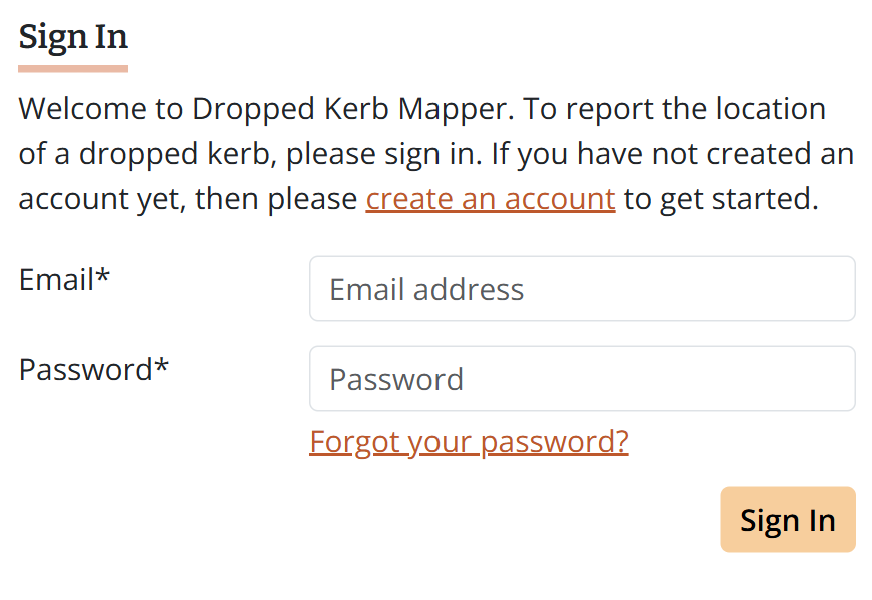 Sign In
Welcome to Dropped Kerb Mapper. To report the location
of a dropped kerb, please sign in. If you have not created an
account yet, then please create an account to get started.
Email*
Email address
Password*
Password
Forgot your password?
Sign In